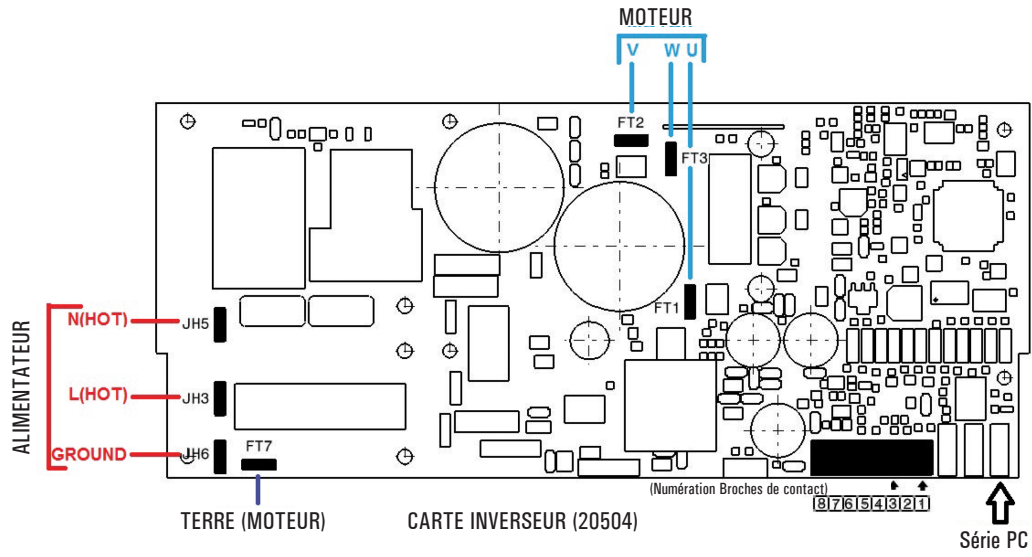 MOTEUR
V W U
FT2
FT3
N(HOT)
JH5
FT1
ALIMENTATEUR
L(HOT)
JH3
GROUND
JH6
FT7
(Numération Broches de contact)
8 7 6 5 4 3 2 1
TERRE (MOTEUR)
CARTE INVERSEUR (20504)
Série PC